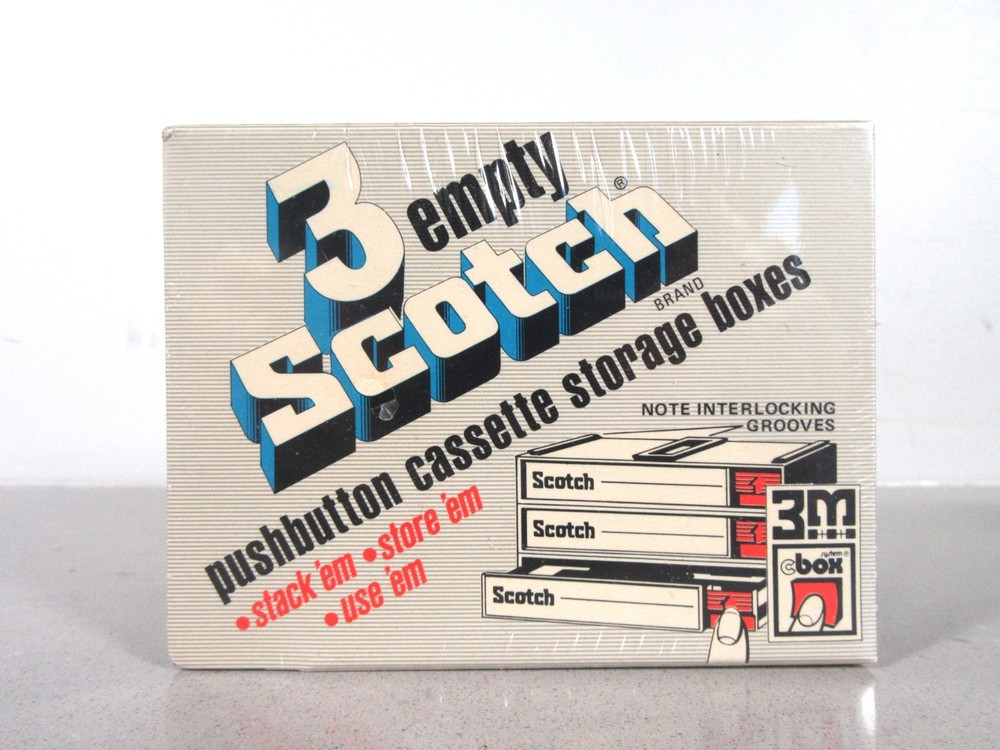 3 empty
Scotch®
BRAND
pushbutton cassette storage boxes
• stack 'em • store 'em
• use 'em
NOTE INTERLOCKING
GROOVES
Scotch
Scotch
Scotch
3M
system®
cbox